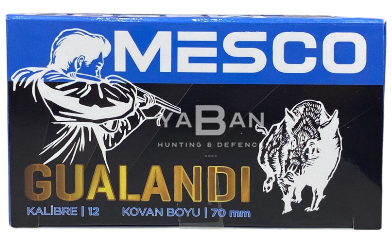 MESCO
YABAN
HUNTING & DEFENCE
GUALANDI
KALİBRE | 12 KOVAN BOYU | 70 mm